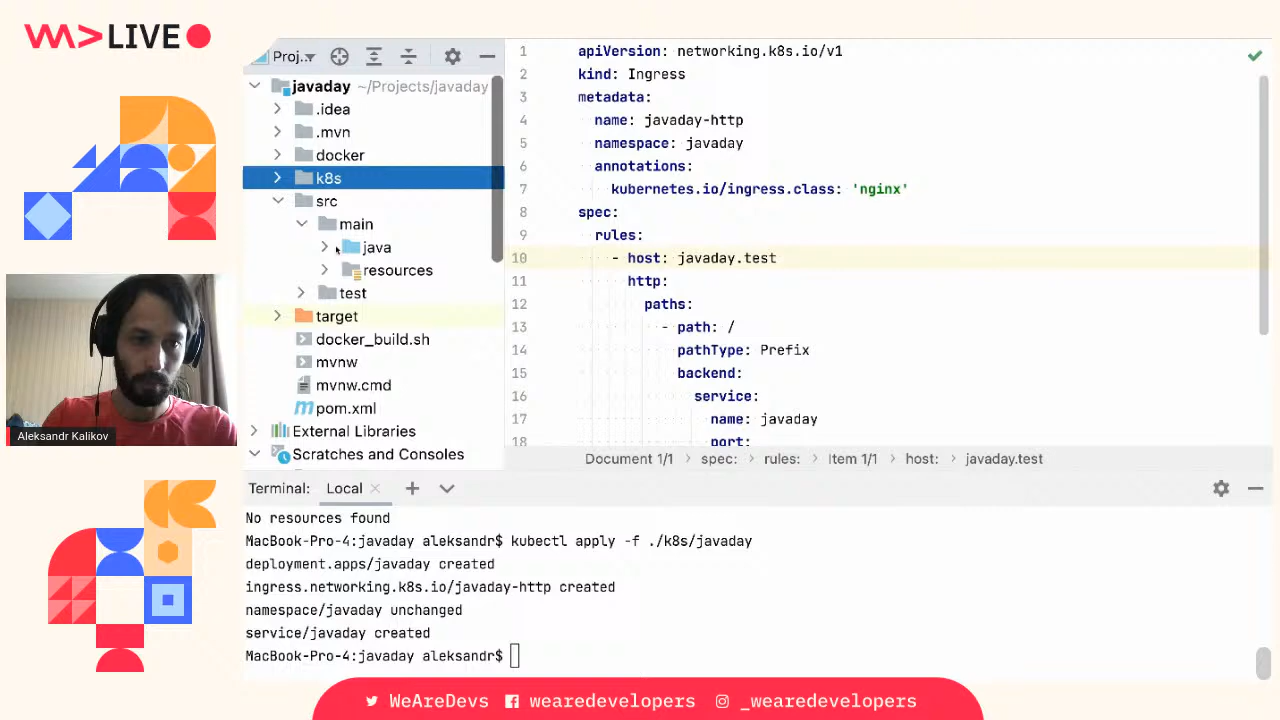 WA>LIVE
Proj..
javaday ~/Projects/javaday
.idea
.mvn
docker
k8s
src
main
java
resources
test
target
docker_build.sh
mvnw
mvnw.cmd
pom.xml
External Libraries
Scratches and Consoles
1 apiVersion: networking.k8s.io/v1
2 kind: Ingress
3 metadata:
4 name: javaday-http
5 namespace: javaday
6 annotations:
7 kubernetes.io/ingress.class: 'nginx'
8 spec:
9 rules:
10 - host: javaday.test
11 http:
12 paths:
13 - path: /
14 pathType: Prefix
15 backend:
16 service:
17 name: javaday
18 port:
Document 1/1 > spec: > rules: > Item 1/1 > host: > javaday.test
Aleksandr Kalikov
Terminal: Local
No resources found
MacBook-Pro-4:javaday aleksandr$ kubectl apply -f ./k8s/javaday
deployment.apps/javaday created
ingress.networking.k8s.io/javaday-http created
namespace/javaday unchanged
service/javaday created
MacBook-Pro-4:javaday aleksandr$
WeAreDevs wearedevelopers _wearedevelopers